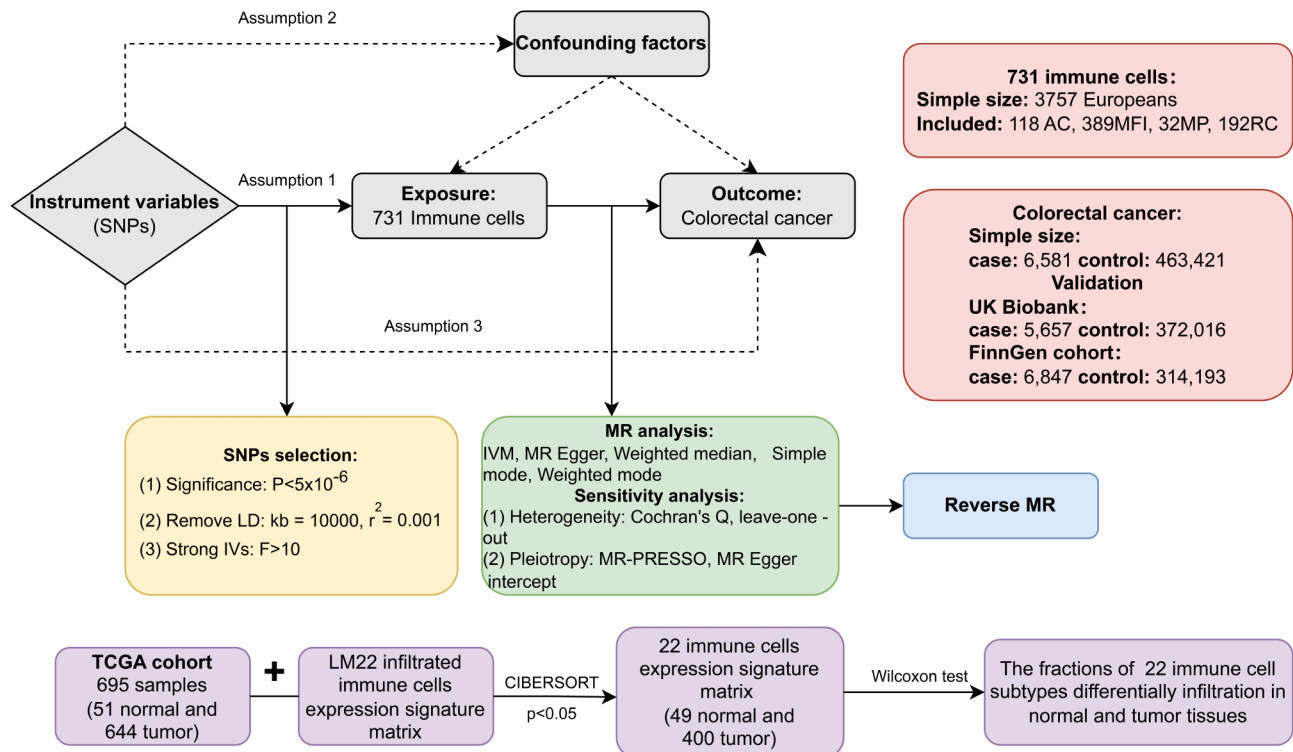 Assumption 2
Confounding factors
731 immune cells:
Simple size: 3757 Europeans
Included: 118 AC, 389MFI, 32MP, 192RC
Instrument variables
(SNPs)
Assumption 1
Exposure:
731 Immune cells
Outcome:
Colorectal cancer
Assumption 3
Colorectal cancer:
Simple size:
case: 6,581 control: 463,421
Validation
UK Biobank:
case: 5,657 control: 372,016
FinnGen cohort:
case: 6,847 control: 314,193
SNPs selection:
(1) Significance: P<5x10⁻⁶
(2) Remove LD: kb = 10000, r² = 0.001
(3) Strong IVs: F>10
MR analysis:
IVM, MR Egger, Weighted median, Simple
mode, Weighted mode
Sensitivity analysis:
(1) Heterogeneity: Cochran's Q, leave-one -
out
(2) Pleiotropy: MR-PRESSO, MR Egger
intercept
Reverse MR
TCGA cohort
695 samples
(51 normal and
644 tumor)
+
LM22 infiltrated
immune cells
expression signature
matrix
CIBERSORT
p<0.05
22 immune cells
expression signature
matrix
(49 normal and
400 tumor)
Wilcoxon test
The fractions of 22 immune cell
subtypes differentially infiltration in
normal and tumor tissues